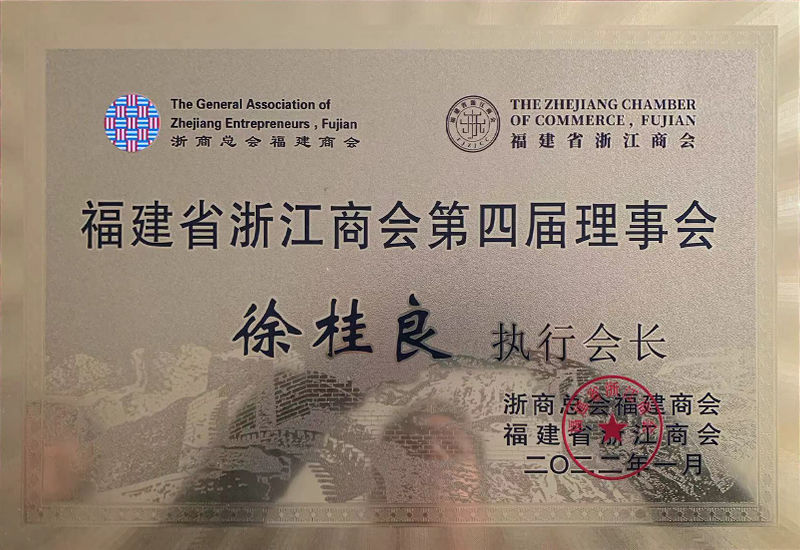 The General Association of
Zhejiang Entrepreneurs , Fujian
浙商总会福建商会
THE ZHEJIANG CHAMBER
OF COMMERCE, FUJIAN
福建省浙江商会
福建省浙江商会第四届理事会
徐桂良 执行会长
浙商总会福建商会
福建省浙江商会
二〇二二年一月